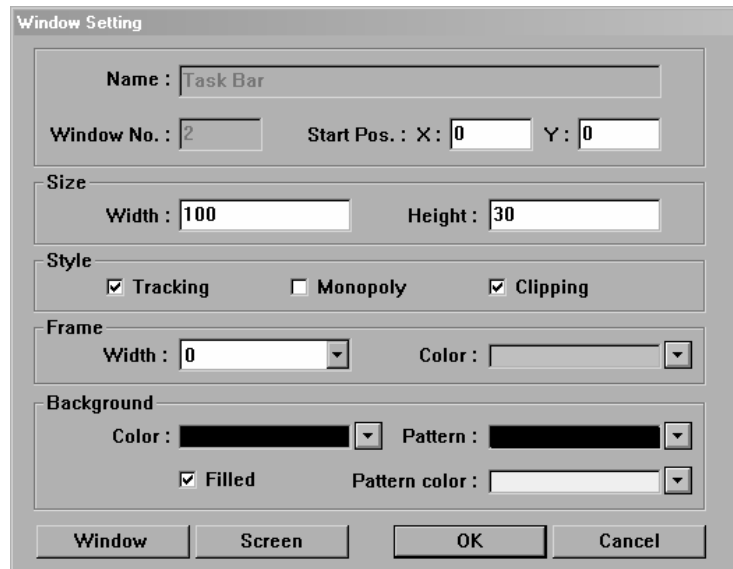 Window Setting
Name : Task Bar
Window No. : 2 Start Pos. : X : 0 Y : 0
Size
Width : 100 Height : 30
Style
Tracking Monopoly Clipping
Frame
Width : 0 Color :
Background
Color : Pattern :
Filled Pattern color :
Window Screen OK Cancel